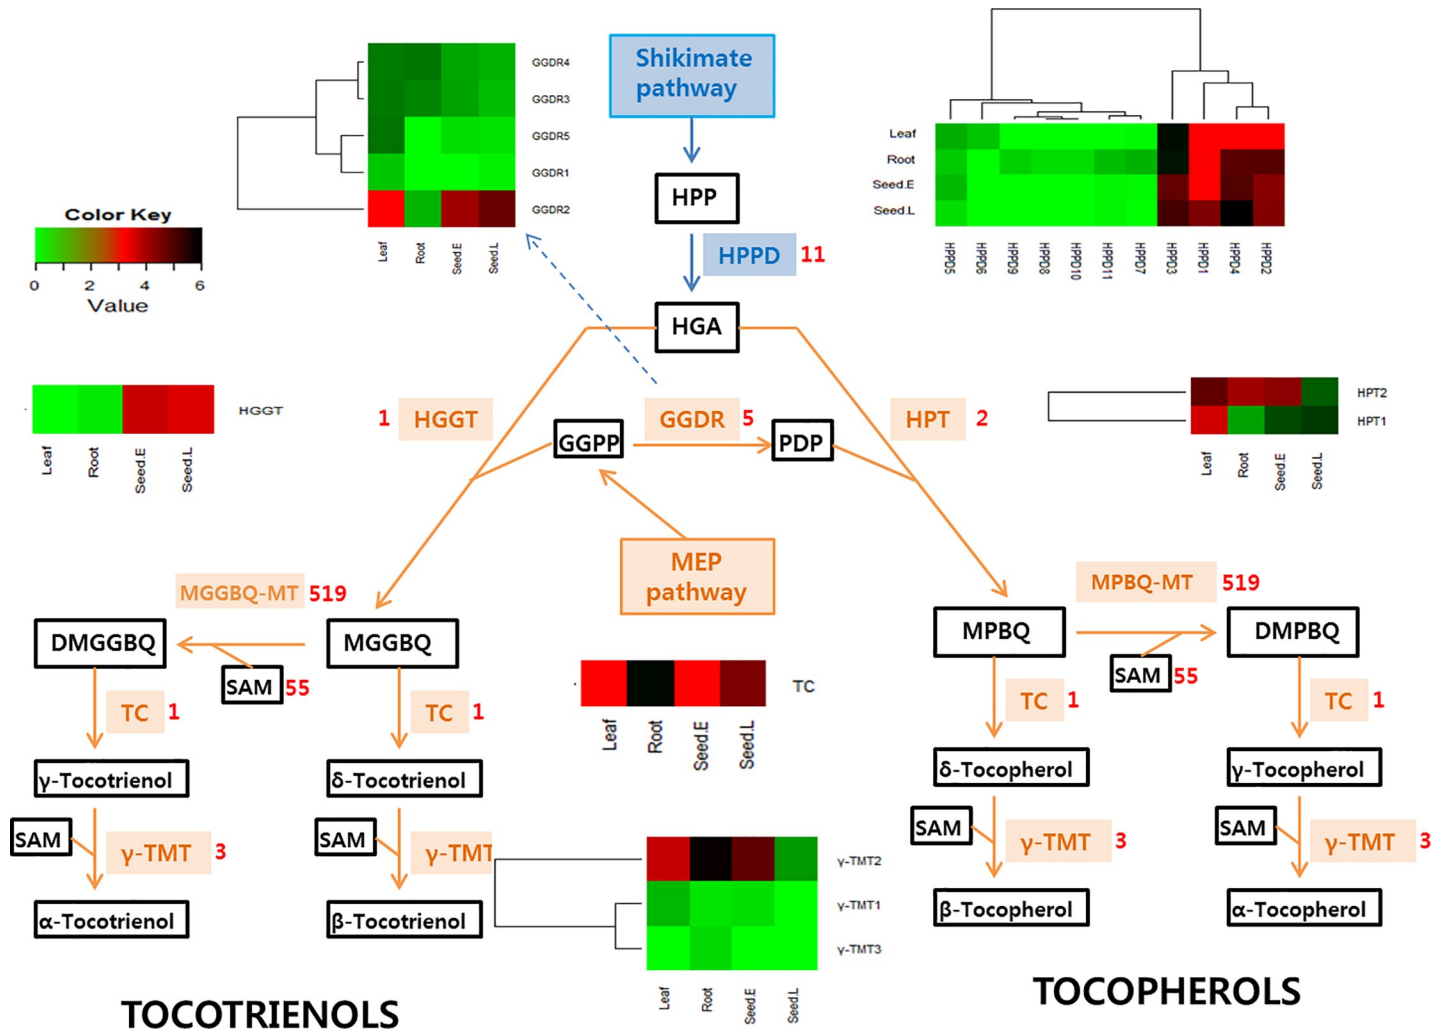 Shikimate
pathway
GGDR4
GGDR3
GGDR5
GGDR1
GGDR2
Leaf
Root
Seed.E
Seed.L
Color Key
0 2 4 6
Value
HPP
HPPD 11
HGA
Leaf
Root
Seed.E
Seed.L
HPPD5
HPPD6
HPPD9
HPPD8
HPPD10
HPPD11
HPPD7
HPPD3
HPPD1
HPPD4
HPPD2
HGGT
Leaf
Root
Seed.E
Seed.L
1 HGGT
GGPP
GGDR 5
PDP
HPT 2
HPT2
HPT1
Leaf
Root
Seed.E
Seed.L
MEP
pathway
MGGBQ-MT 519
DMGGBQ
MGGBQ
SAM 55
TC 1
TC 1
γ-Tocotrienol
δ-Tocotrienol
SAM
γ-TMT 3
SAM
γ-TMT
α-Tocotrienol
β-Tocotrienol
TOCOTRIENOLS
TC
Leaf
Root
Seed.E
Seed.L
γ-TMT2
γ-TMT1
γ-TMT3
Leaf
Root
Seed.E
Seed.L
MPBQ-MT 519
MPBQ
DMPBQ
SAM 55
TC 1
TC 1
δ-Tocopherol
γ-Tocopherol
SAM
γ-TMT 3
SAM
γ-TMT 3
β-Tocopherol
α-Tocopherol
TOCOPHEROLS